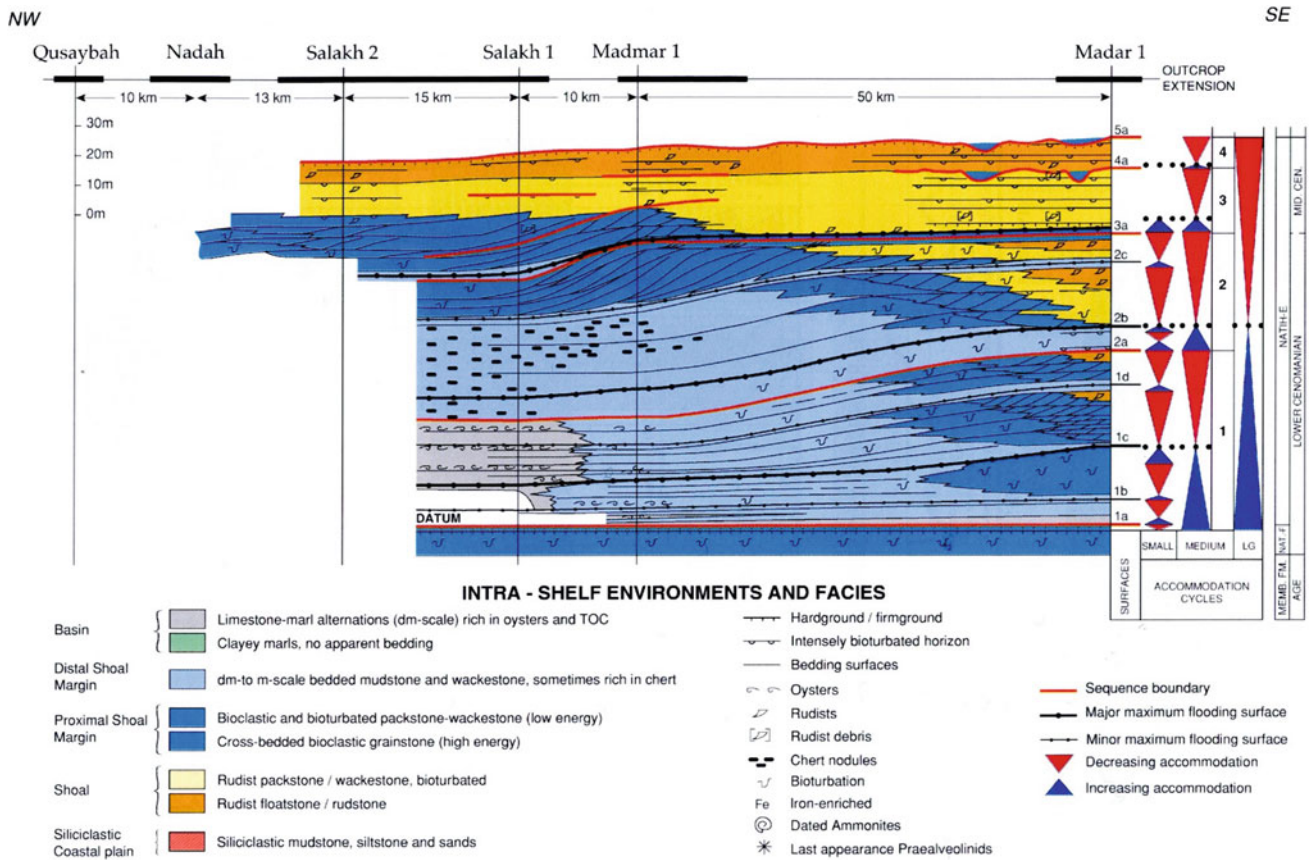 NW SE
Qusaybah Nadah Salakh 2 Salakh 1 Madmar 1 Madar 1
OUTCROP
EXTENSION
10 km 13 km 15 km 10 km 50 km
30m
20m
10m
0m
5a
4a
3a
2c
2b
2a
1d
1c
1b
1a
4
3
2
1
MID. CEN.
LOWER CENOMANIAN
NATIH-E
NAT.-F
DATUM
SMALL MEDIUM LG
SURFACES
ACCOMMODATION
CYCLES
MEMB. FM.
AGE
INTRA - SHELF ENVIRONMENTS AND FACIES
Basin
Limestone-marl alternations (dm-scale) rich in oysters and TOC
Clayey marls, no apparent bedding
Distal Shoal
Margin
dm-to m-scale bedded mudstone and wackestone, sometimes rich in chert
Proximal Shoal
Margin
Bioclastic and bioturbated packstone-wackestone (low energy)
Cross-bedded bioclastic grainstone (high energy)
Shoal
Rudist packstone / wackestone, bioturbated
Rudist floatstone / rudstone
Siliciclastic
Coastal plain
Siliciclastic mudstone, siltstone and sands
Hardground / firmground
Intensely bioturbated horizon
Bedding surfaces
Oysters
Rudists
Rudist debris
Chert nodules
Bioturbation
Fe Iron-enriched
Dated Ammonites
Last appearance Praealveolinids
Sequence boundary
Major maximum flooding surface
Minor maximum flooding surface
Decreasing accommodation
Increasing accommodation